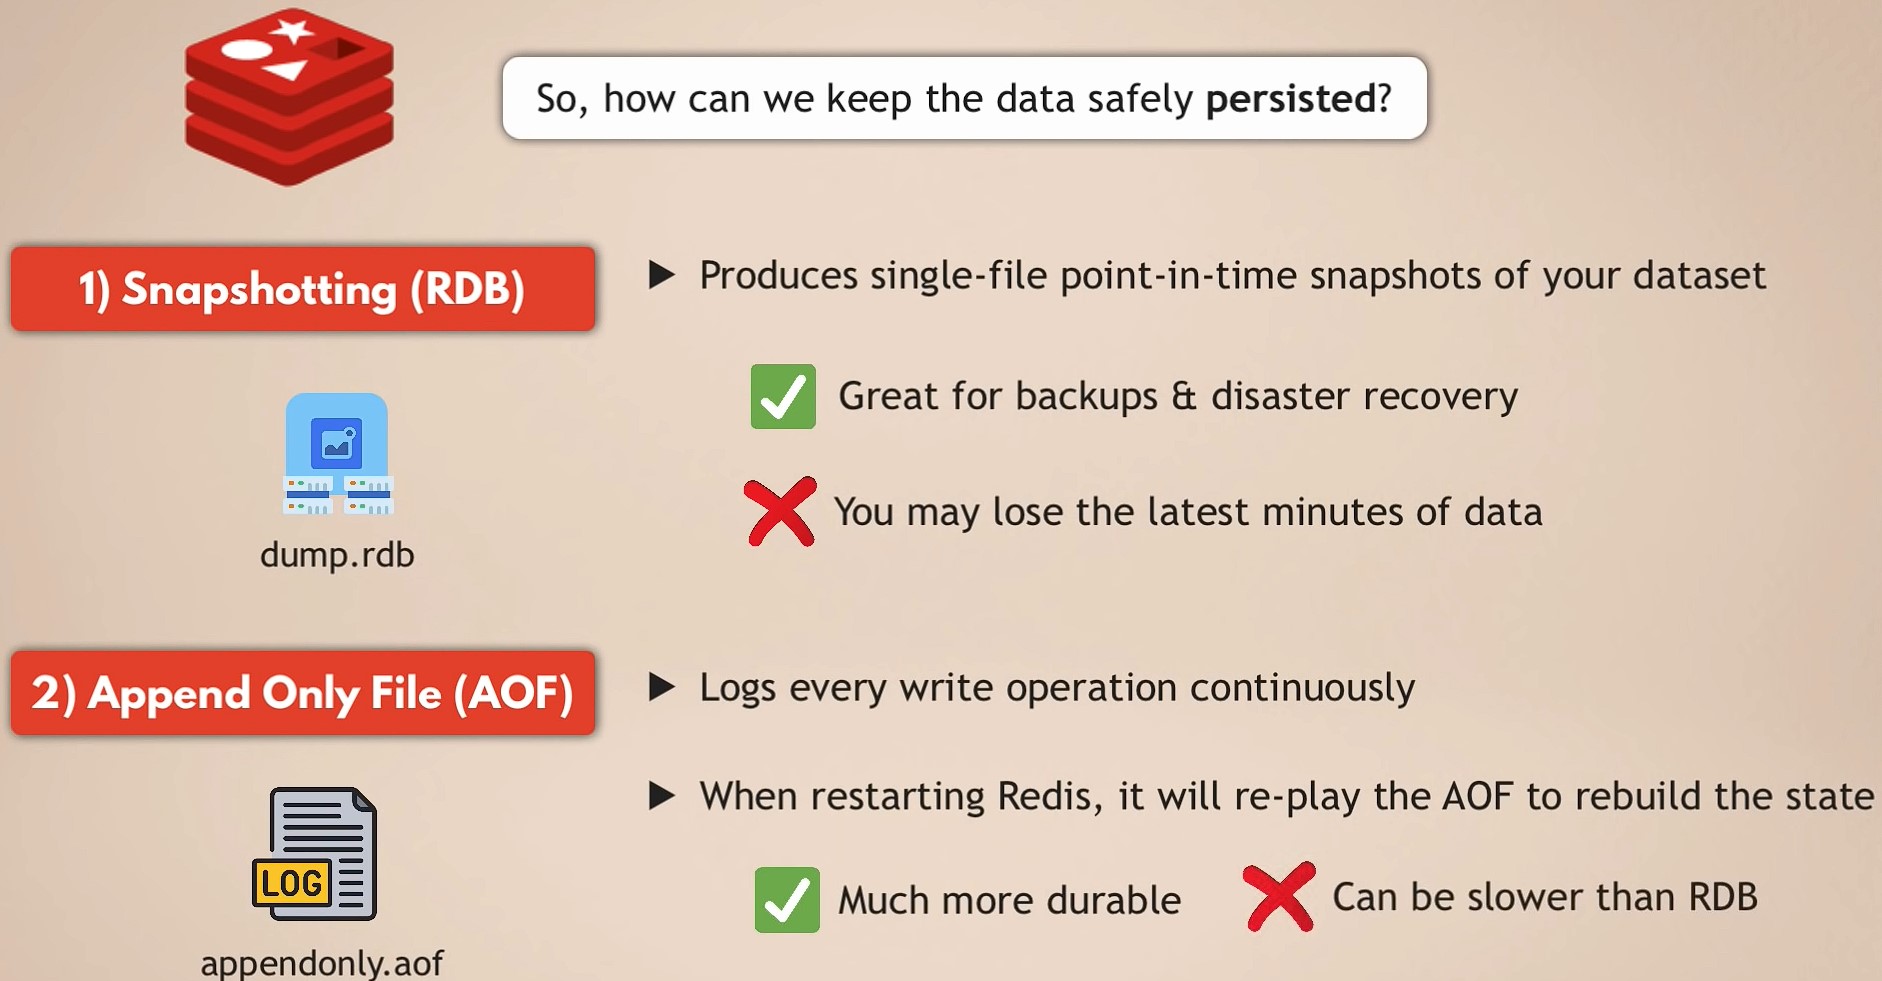 So, how can we keep the data safely persisted?
1) Snapshotting (RDB)
▶ Produces single-file point-in-time snapshots of your dataset
Great for backups & disaster recovery
You may lose the latest minutes of data
dump.rdb
2) Append Only File (AOF)
▶ Logs every write operation continuously
▶ When restarting Redis, it will re-play the AOF to rebuild the state
LOG
Much more durable
Can be slower than RDB
appendonly.aof